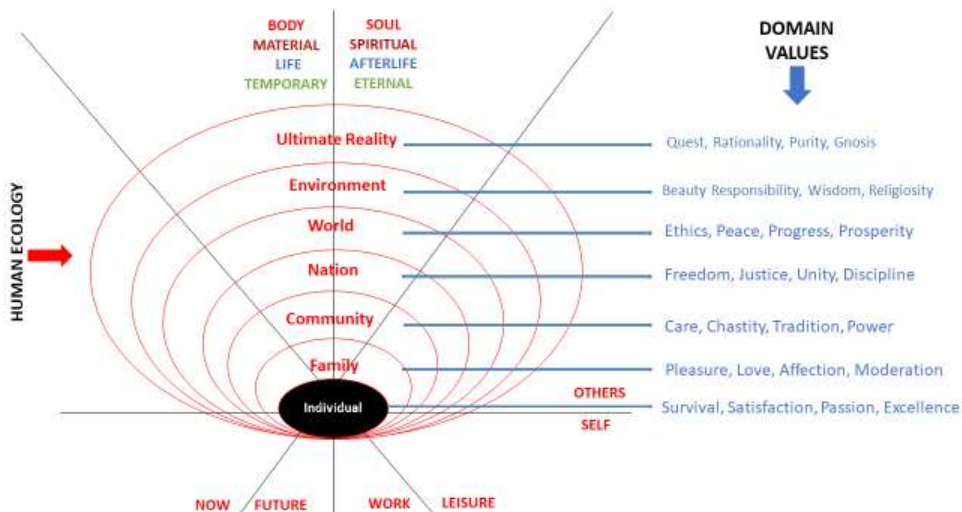 BODY
MATERIAL
LIFE
TEMPORARY
SOUL
SPIRITUAL
AFTERLIFE
ETERNAL
DOMAIN
VALUES
HUMAN ECOLOGY
Ultimate Reality
Quest, Rationality, Purity, Gnosis
Environment
Beauty Responsibility, Wisdom, Religiosity
World
Ethics, Peace, Progress, Prosperity
Nation
Freedom, Justice, Unity, Discipline
Community
Care, Chastity, Tradition, Power
Family
Pleasure, Love, Affection, Moderation
Individual
Survival, Satisfaction, Passion, Excellence
OTHERS
SELF
NOW
FUTURE
WORK
LEISURE